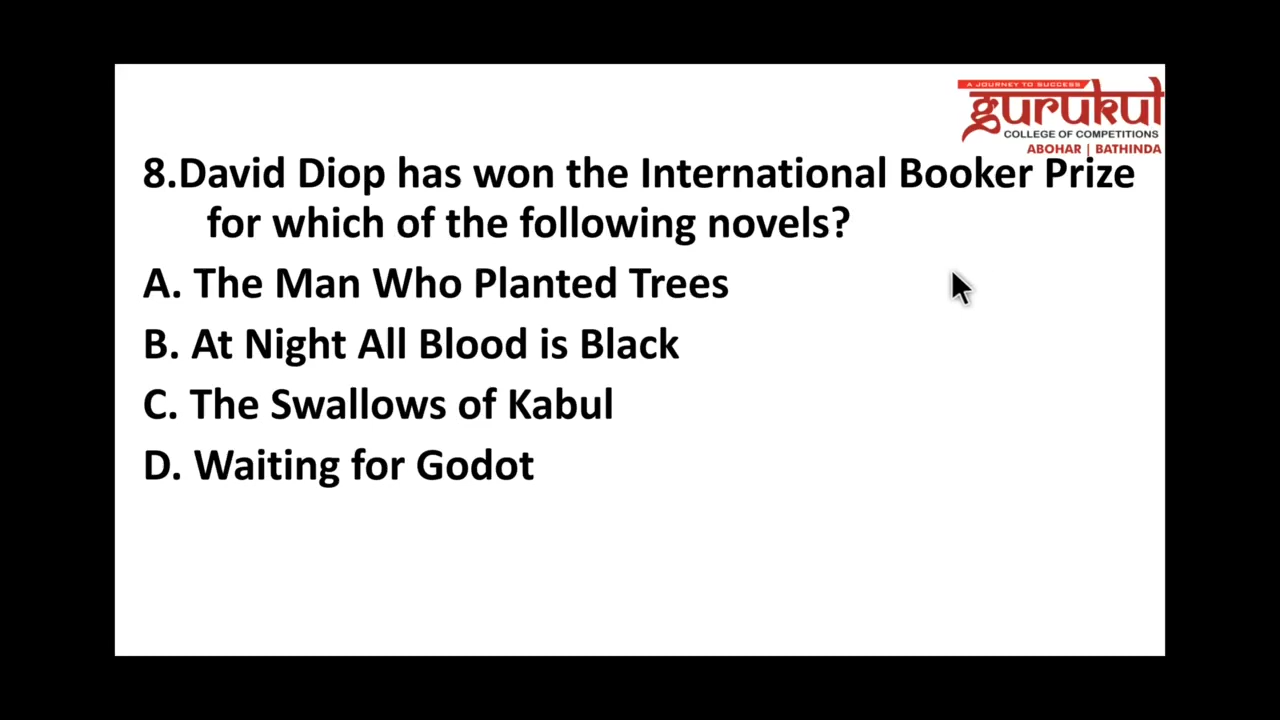 A JOURNEY TO SUCCESS
gurukul
COLLEGE OF COMPETITIONS
ABOHAR | BATHINDA
8.David Diop has won the International Booker Prize
for which of the following novels?
A. The Man Who Planted Trees
B. At Night All Blood is Black
C. The Swallows of Kabul
D. Waiting for Godot